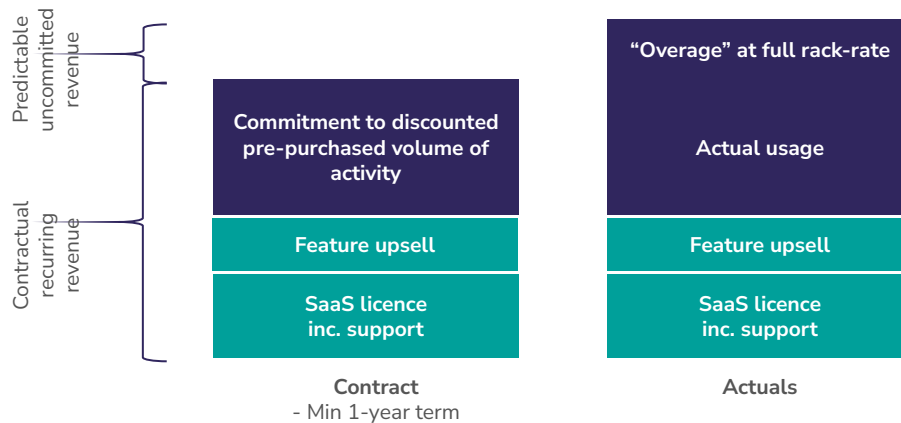 Predictable
uncommitted
revenue
Contractual
recurring
revenue
Commitment to discounted
pre-purchased volume of
activity
Feature upsell
SaaS licence
inc. support
Contract
- Min 1-year term
“Overage” at full rack-rate
Actual usage
Feature upsell
SaaS licence
inc. support
Actuals